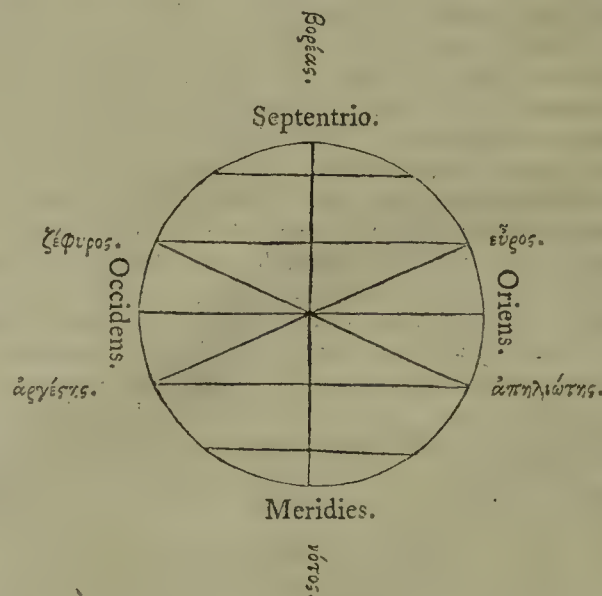 βορέας.
Septentrio.
ζέφυρος.
εὖρος.
Occidens.
Oriens.
ἀργέστης.
ἀπηλιώτης.
Meridies.
νότος.